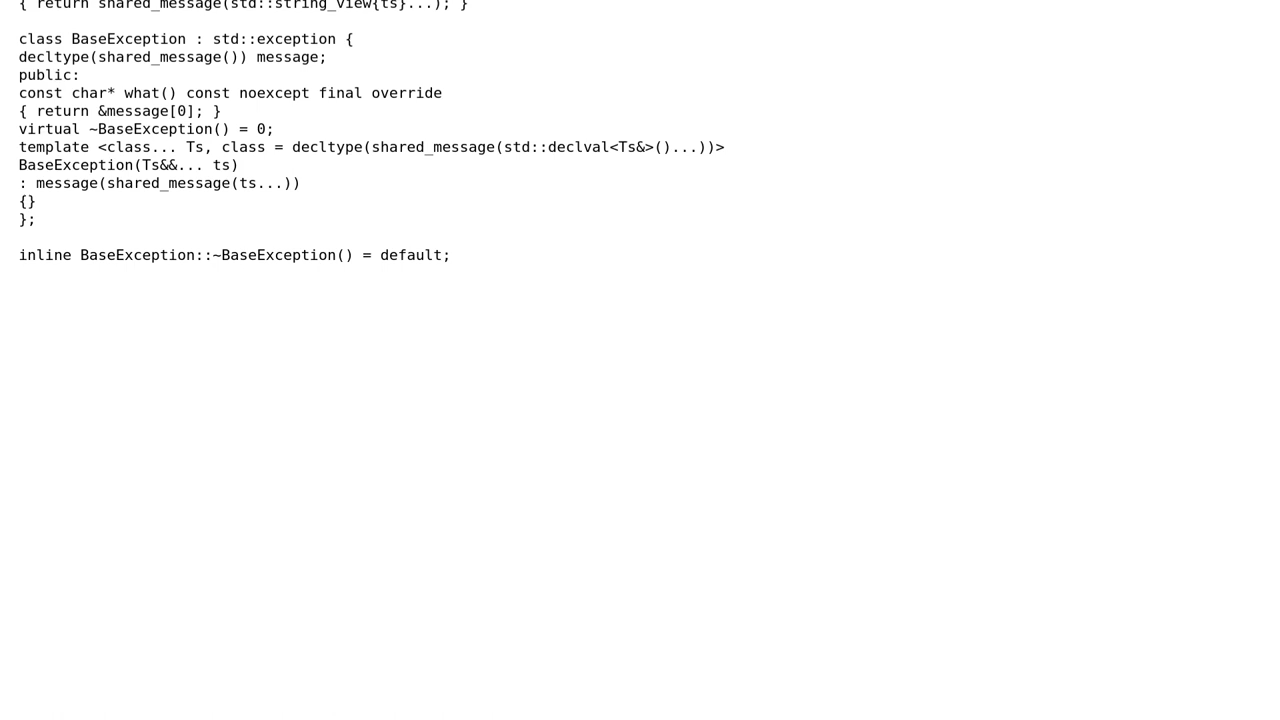 { return shared_message(std::string_view{ts}...); }
class BaseException : std::exception {
decltype(shared_message()) message;
public:
const char* what() const noexcept final override
{ return &message[0]; }
virtual ~BaseException() = 0;
template <class... Ts, class = decltype(shared_message(std::declval<Ts&>()...))>
BaseException(Ts&&... ts)
: message(shared_message(ts...))
{}
};
inline BaseException::~BaseException() = default;